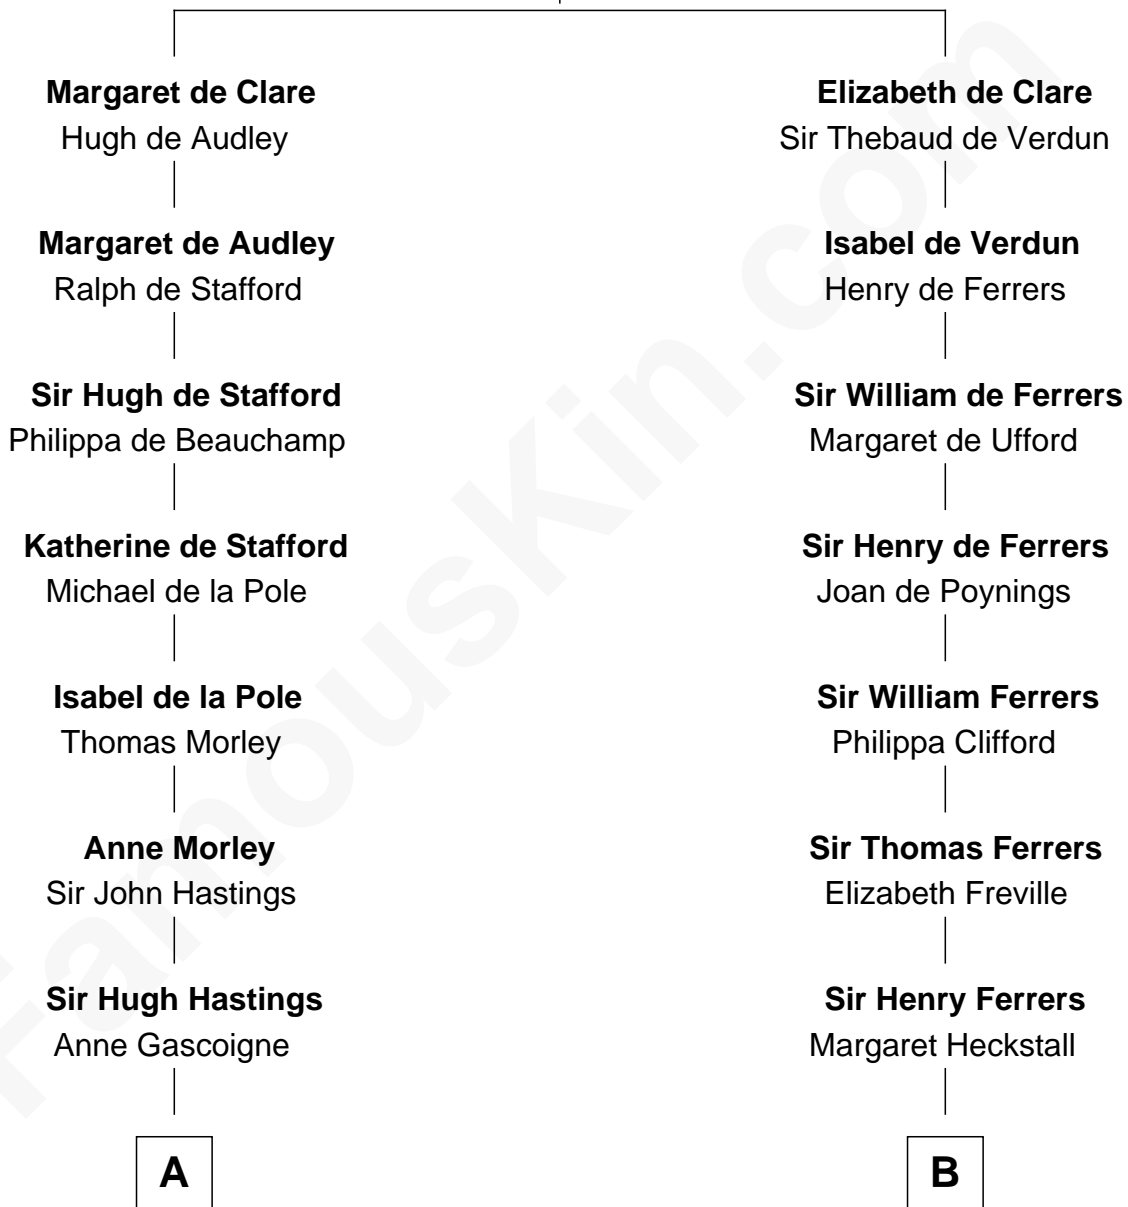 Margaret de Clare
Hugh de Audley
Margaret de Audley
Ralph de Stafford
Sir Hugh de Stafford
Philippa de Beauchamp
Katherine de Stafford
Michael de la Pole
Isabel de la Pole
Thomas Morley
Anne Morley
Sir John Hastings
Sir Hugh Hastings
Anne Gascoigne
A
Elizabeth de Clare
Sir Thebaud de Verdun
Isabel de Verdun
Henry de Ferrers
Sir William de Ferrers
Margaret de Ufford
Sir Henry de Ferrers
Joan de Poynings
Sir William Ferrers
Philippa Clifford
Sir Thomas Ferrers
Elizabeth Freville
Sir Henry Ferrers
Margaret Heckstall
B
FamousKin.com